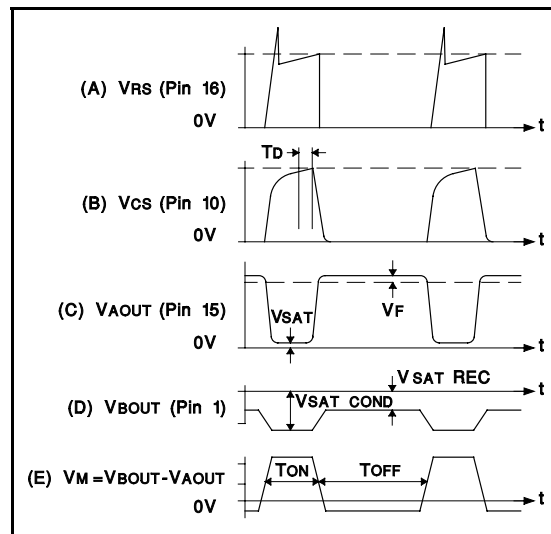 (A) VRS (Pin 16)
0V
t
TD
(B) VCS (Pin 10)
0V
t
(C) VAOUT (Pin 15)
VSAT
VF
0V
t
V SAT REC
t
(D) VBOUT (Pin 1)
VSAT COND
(E) VM =VBOUT-VAOUT
TON
TOFF
0V
t